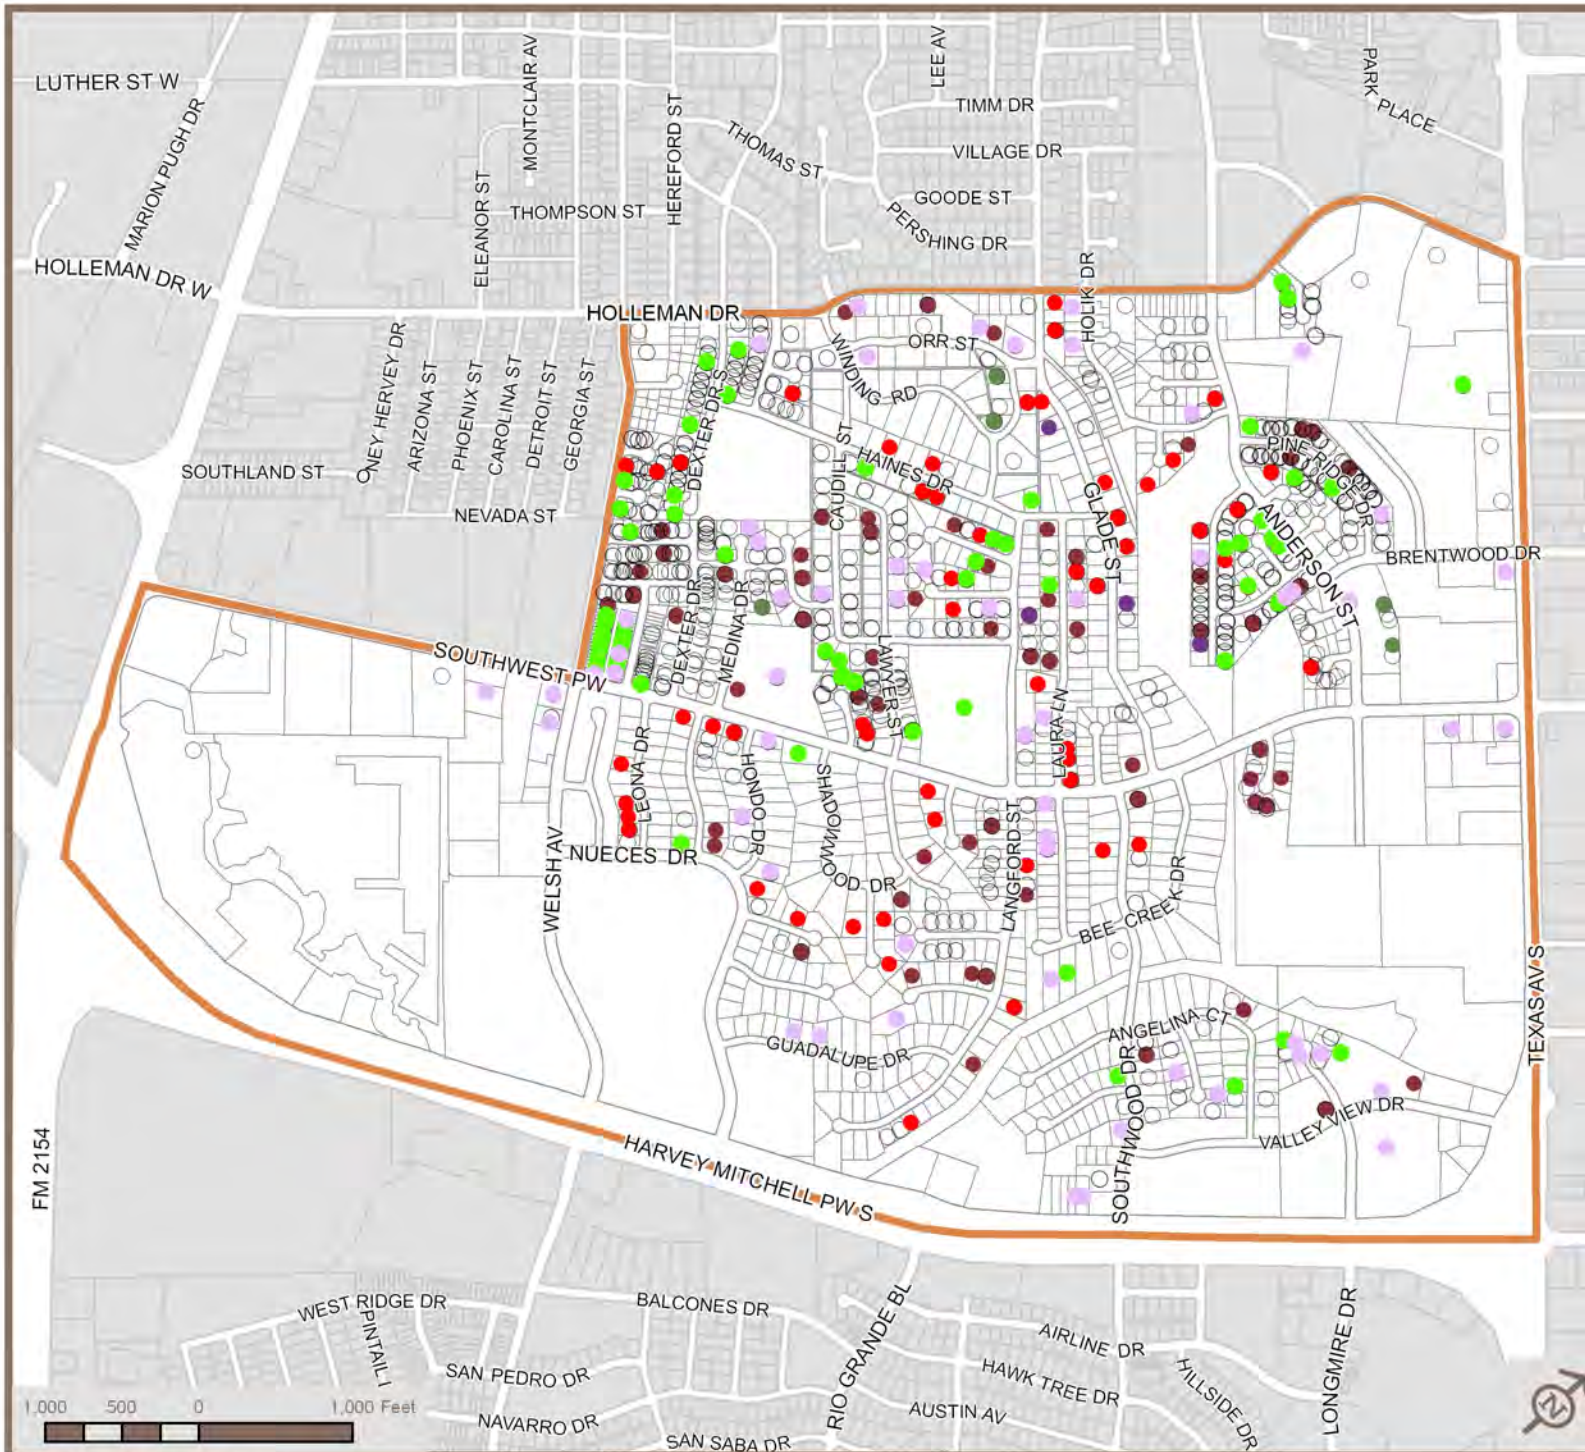 LUTHER ST W
MARION PUGH DR
MONTCLAIR AV
ELEANOR ST
HEREFORD ST
THOMPSON ST
THOMAS ST
LEE AV
TIMM DR
VILLAGE DR
GOODE ST
PERSHING DR
PARK PLACE
HOLLEMAN DR W
HOLLEMAN DR
HOLIK DR
ORR ST
WINDING RD
NEY HERVEY DR
ARIZONA ST
PHOENIX ST
CAROLINA ST
DETROIT ST
GEORGIA ST
SOUTHLAND ST
NEVADA ST
DEXTER DR S
CAUDILL ST
HAINES DR
GLADE ST
PINE RIDGE DR
ANDERSON ST
BRENTWOOD DR
SOUTHWEST PW
DEXTER DR
MEDINA DR
LAWYER ST
LAURA LN
LEONA DR
HONDO DR
SHADOWWOOD DR
LANGFORD ST
NUECES DR
WELSH AV
BEE CREEK DR
TEXAS AV S
GUADALUPE DR
ANGELINA CT
SOUTHWOOD DR
VALLEY VIEW DR
FM 2154
HARVEY MITCHELL PW S
WEST RIDGE DR
PINTAIL
BALCONES DR
RIO GRANDE BL
AIRLINE DR
HAWK TREE DR
HILLSIDE DR
LONGMIRE DR
SAN PEDRO DR
NAVARRO DR
SAN SABA DR
AUSTIN AV
1,000 500 0 1,000 Feet
N